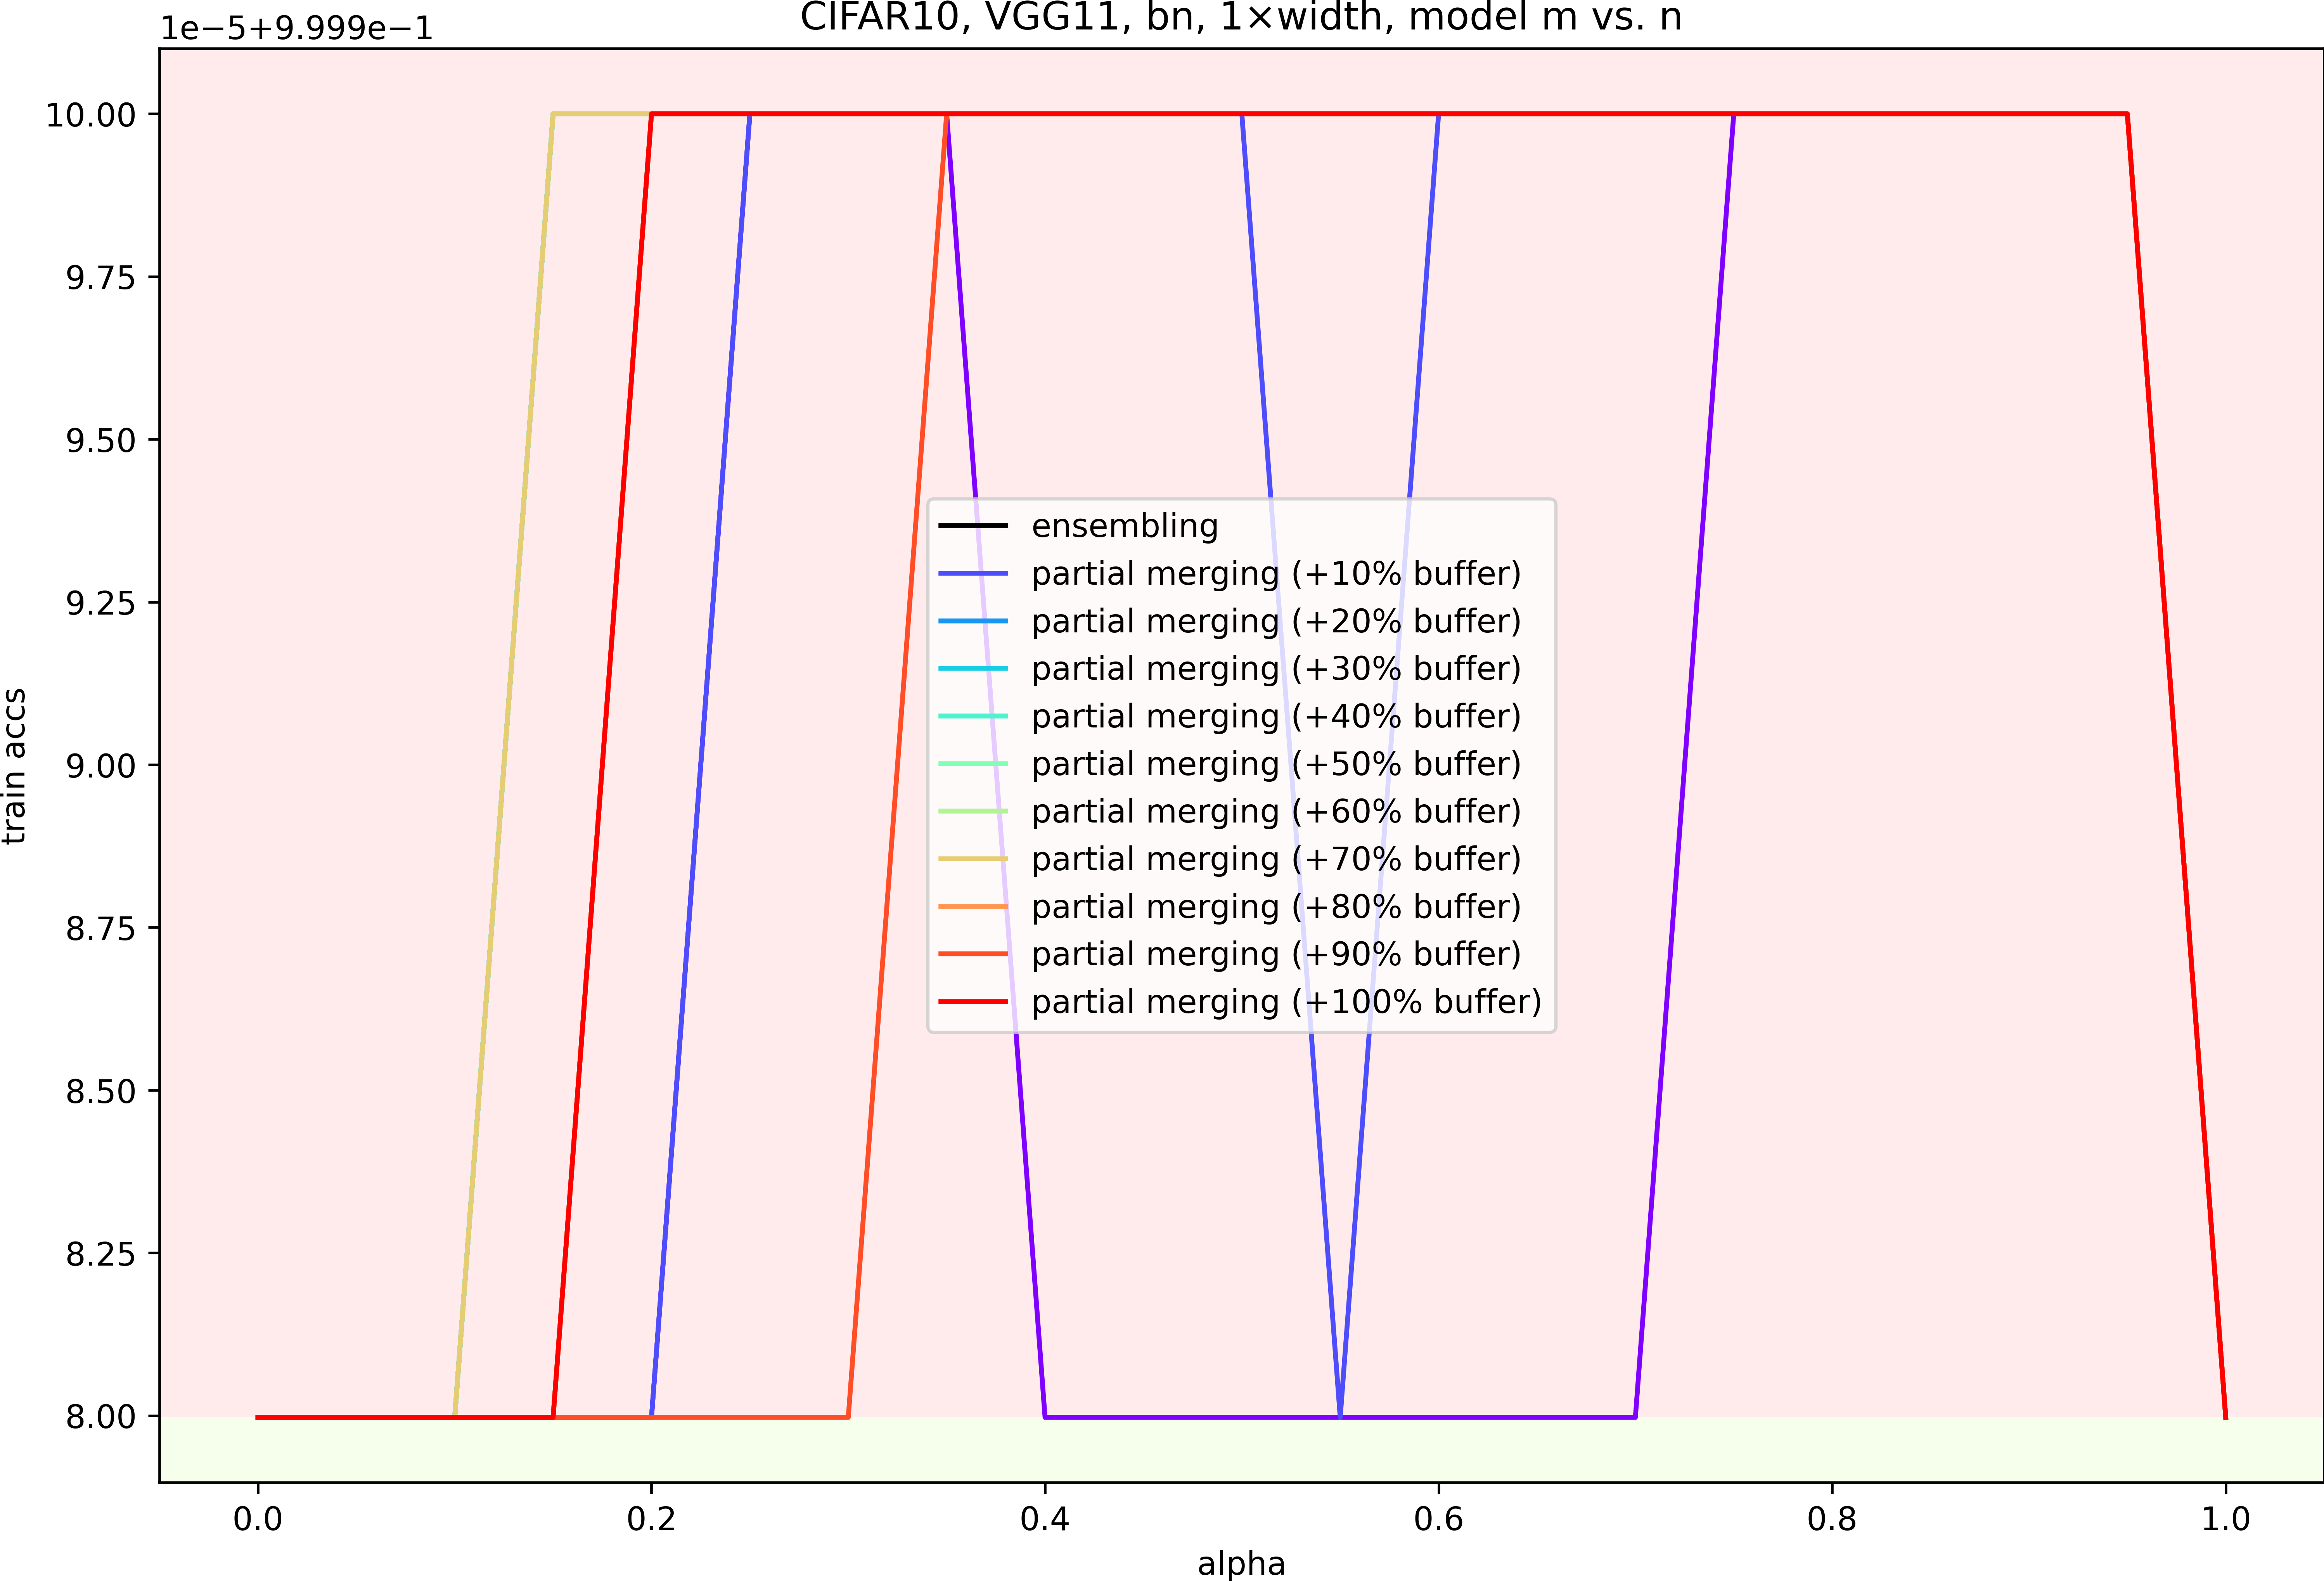 CIFAR10, VGG11, bn, 1×width, model m vs. n
1e−5+9.999e−1
10.00
9.75
9.50
9.25
9.00
8.75
8.50
8.25
8.00
train accs
ensembling
partial merging (+10% buffer)
partial merging (+20% buffer)
partial merging (+30% buffer)
partial merging (+40% buffer)
partial merging (+50% buffer)
partial merging (+60% buffer)
partial merging (+70% buffer)
partial merging (+80% buffer)
partial merging (+90% buffer)
partial merging (+100% buffer)
0.0 0.2 0.4 0.6 0.8 1.0
alpha